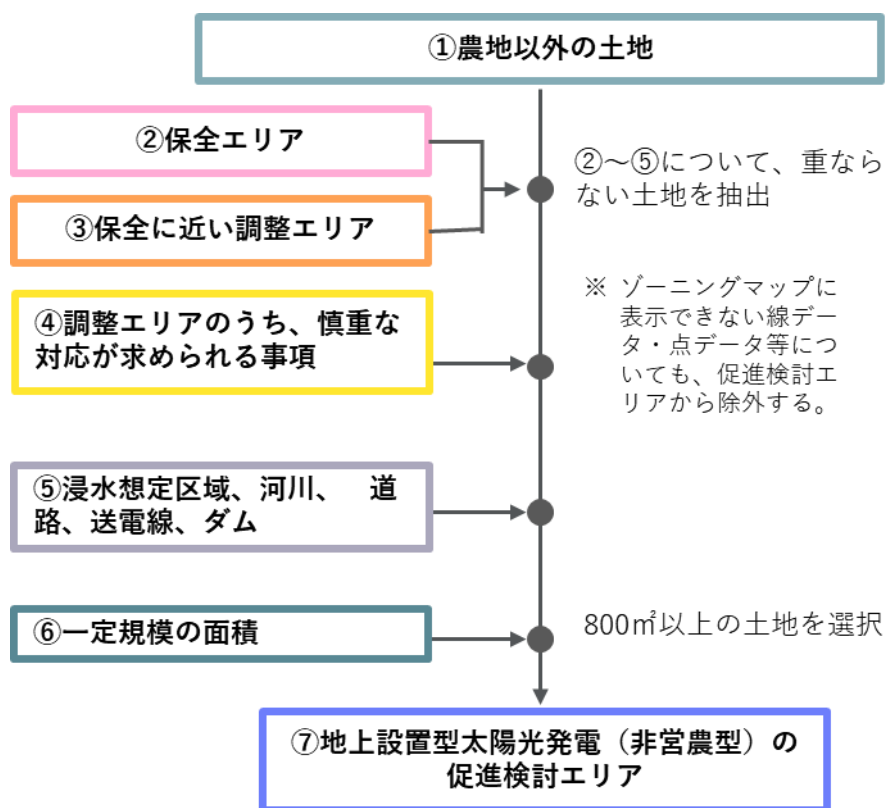 ①農地以外の土地
②保全エリア
③保全に近い調整エリア
②～⑤について、重なら
ない土地を抽出
④調整エリアのうち、慎重な
対応が求められる事項
※ ゾーニングマップに
表示できない線デー
タ・点データ等につ
いても、促進検討エ
リアから除外する。
⑤浸水想定区域、河川、　道
路、送電線、ダム
⑥一定規模の面積
800㎡以上の土地を選択
⑦地上設置型太陽光発電（非営農型）の
促進検討エリア